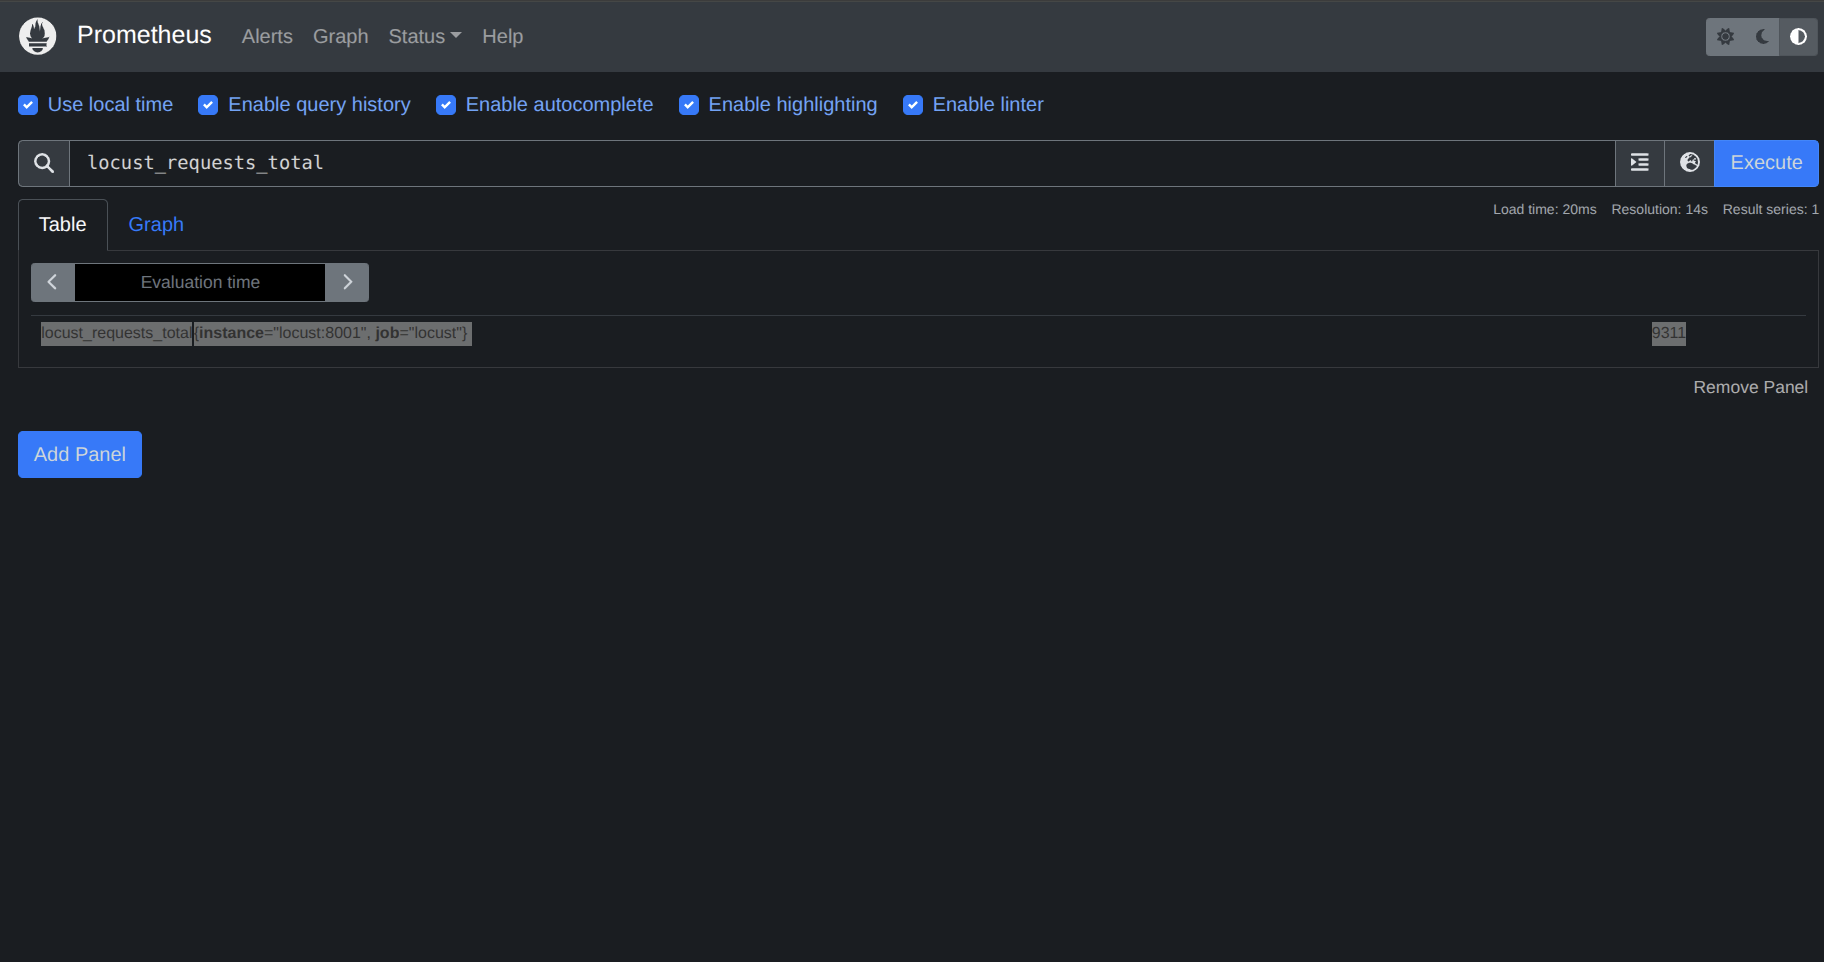 Prometheus Alerts Graph Status Help
Use local time Enable query history Enable autocomplete Enable highlighting Enable linter
locust_requests_total Execute
Table Graph Load time: 20ms Resolution: 14s Result series: 1
Evaluation time
locust_requests_total{instance="locust:8001", job="locust"} 9311
Remove Panel
Add Panel